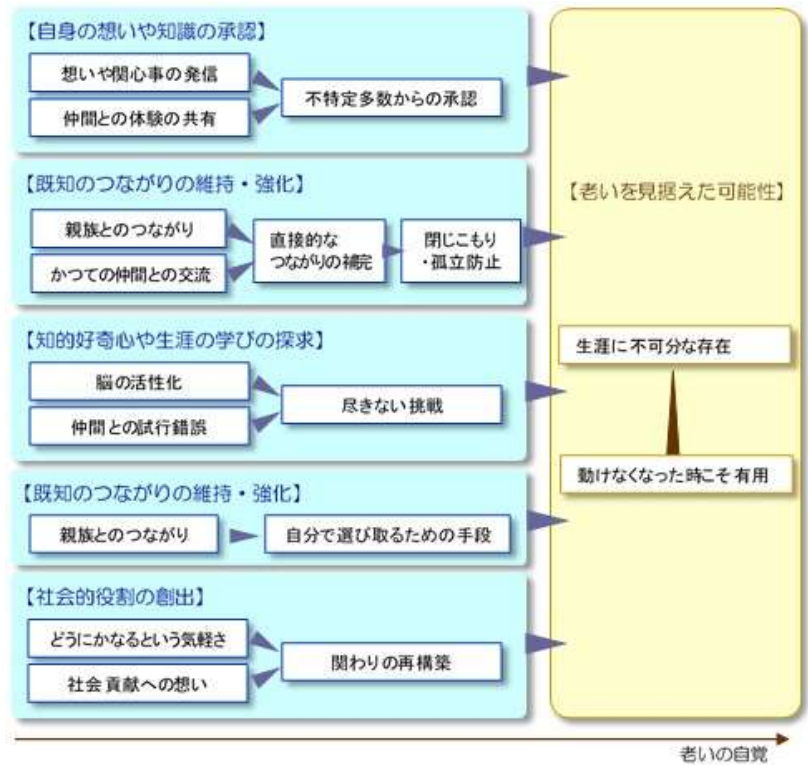 【自身の想いや知識の承認】
想いや関心事の発信
仲間との体験の共有
不特定多数からの承認
【既知のつながりの維持・強化】
親族とのつながり
かつての仲間との交流
直接的な
つながりの補完
閉じこもり
・孤立防止
【知的好奇心や生涯の学びの探求】
脳の活性化
仲間との試行錯誤
尽きない挑戦
【既知のつながりの維持・強化】
親族とのつながり
自分で選び取るための手段
【社会的役割の創出】
どうにかなるという気軽さ
社会貢献への想い
関わりの再構築
【老いを見据えた可能性】
生涯に不可分な存在
動けなくなった時こそ有用
老いの自覚